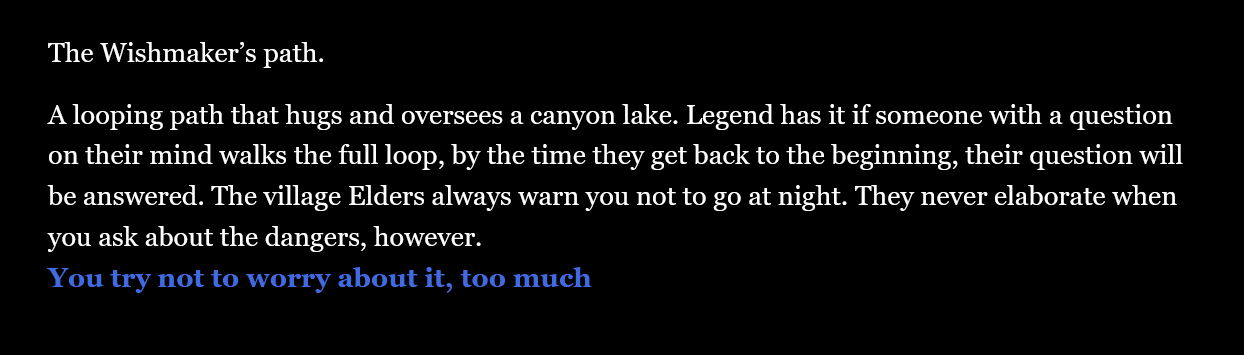 The Wishmaker’s path.
A looping path that hugs and oversees a canyon lake. Legend has it if someone with a question
on their mind walks the full loop, by the time they get back to the beginning, their question will
be answered. The village Elders always warn you not to go at night. They never elaborate when
you ask about the dangers, however.
You try not to worry about it, too much